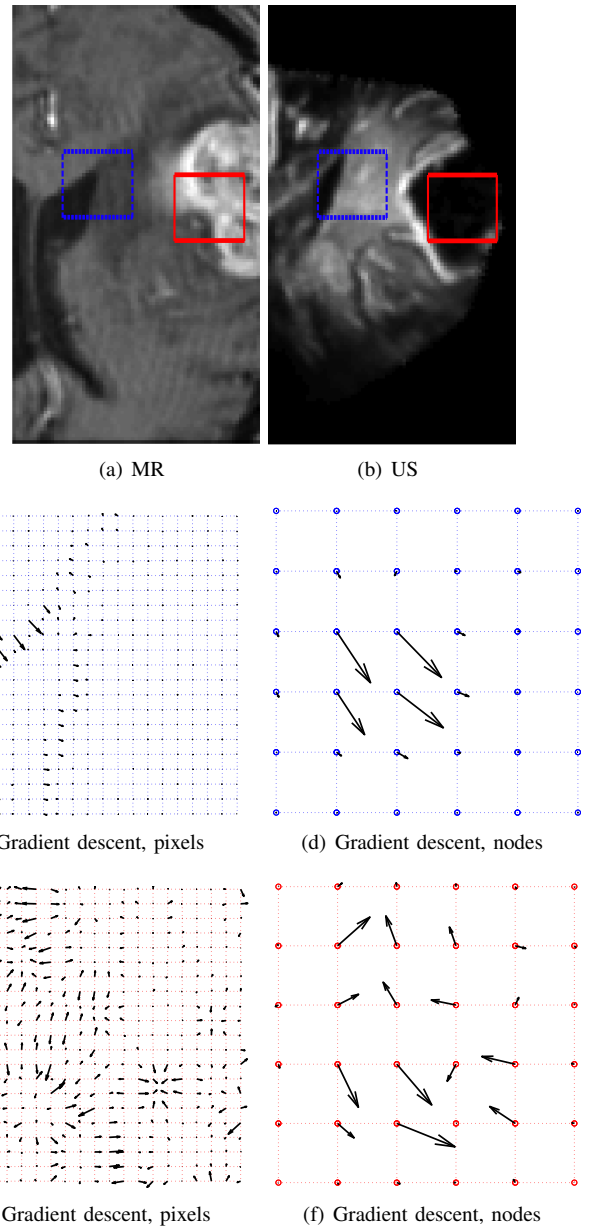 (a) MR
(b) US
Gradient descent, pixels
(d) Gradient descent, nodes
Gradient descent, pixels
(f) Gradient descent, nodes